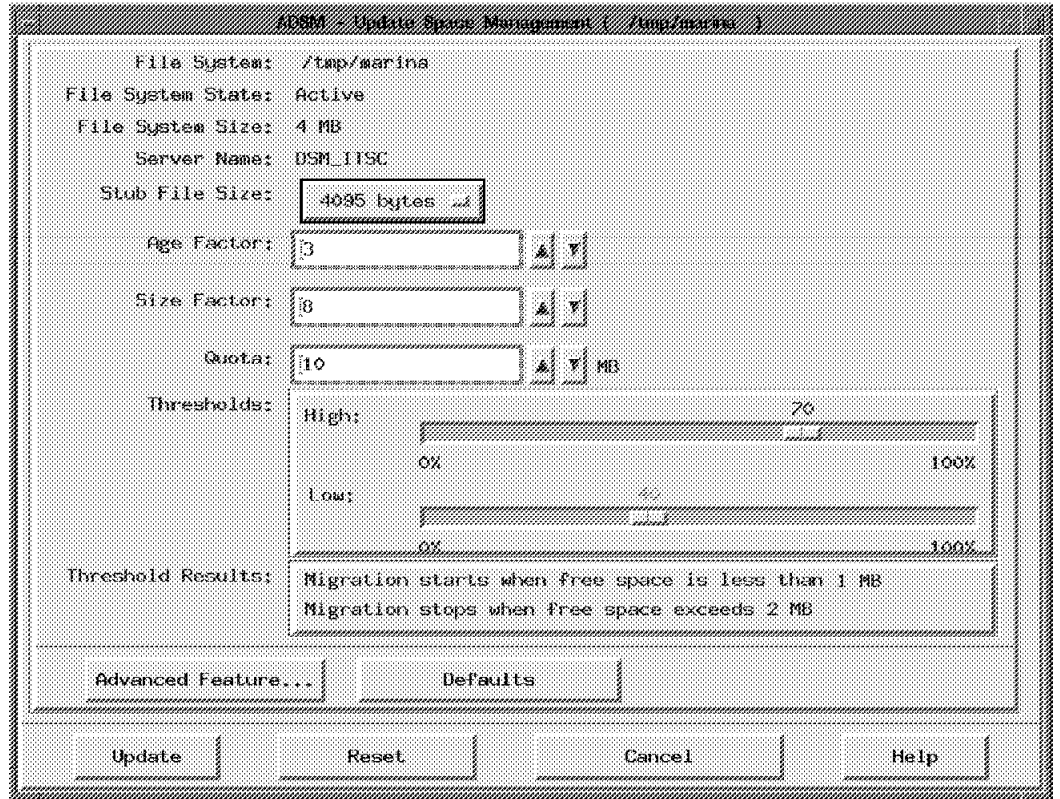 ADSM - Update Space Management ( /tmp/marina )
File System: /tmp/marina
File System State: Active
File System Size: 4 MB
Server Name: DSM_ITSC
Stub File Size: 4095 bytes
Age Factor: 3
Size Factor: 8
Quota: 10 MB
Thresholds: High: 70
0% 100%
Low: 40
0% 100%
Threshold Results: Migration starts when free space is less than 1 MB
Migration stops when free space exceeds 2 MB
Advanced Feature... Defaults
Update Reset Cancel Help